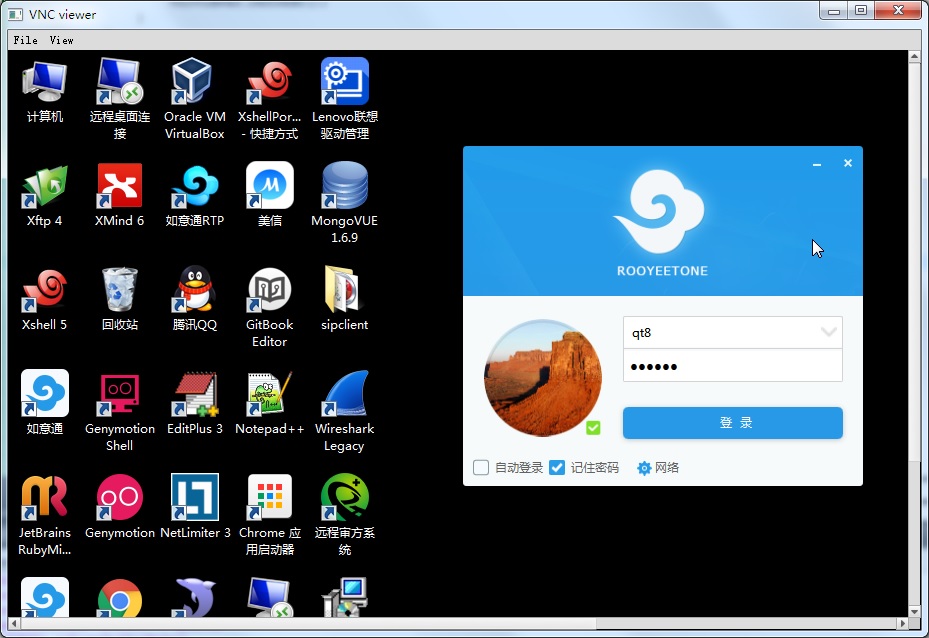 VNC viewer
File View
计算机
远程桌面连
接
Oracle VM
VirtualBox
XshellPor...
- 快捷方式
Lenovo联想
驱动管理
Xftp 4
XMind 6
如意通RTP
美信
MongoVUE
1.6.9
Xshell 5
回收站
腾讯QQ
GitBook
Editor
sipclient
如意通
Genymotion
Shell
EditPlus 3
Notepad++
Wireshark
Legacy
JetBrains
RubyMi...
Genymotion
NetLimiter 3
Chrome 应
用启动器
远程审方系
统
ROOYEETONE
qt8
••••••
登 录
自动登录
记住密码
网络